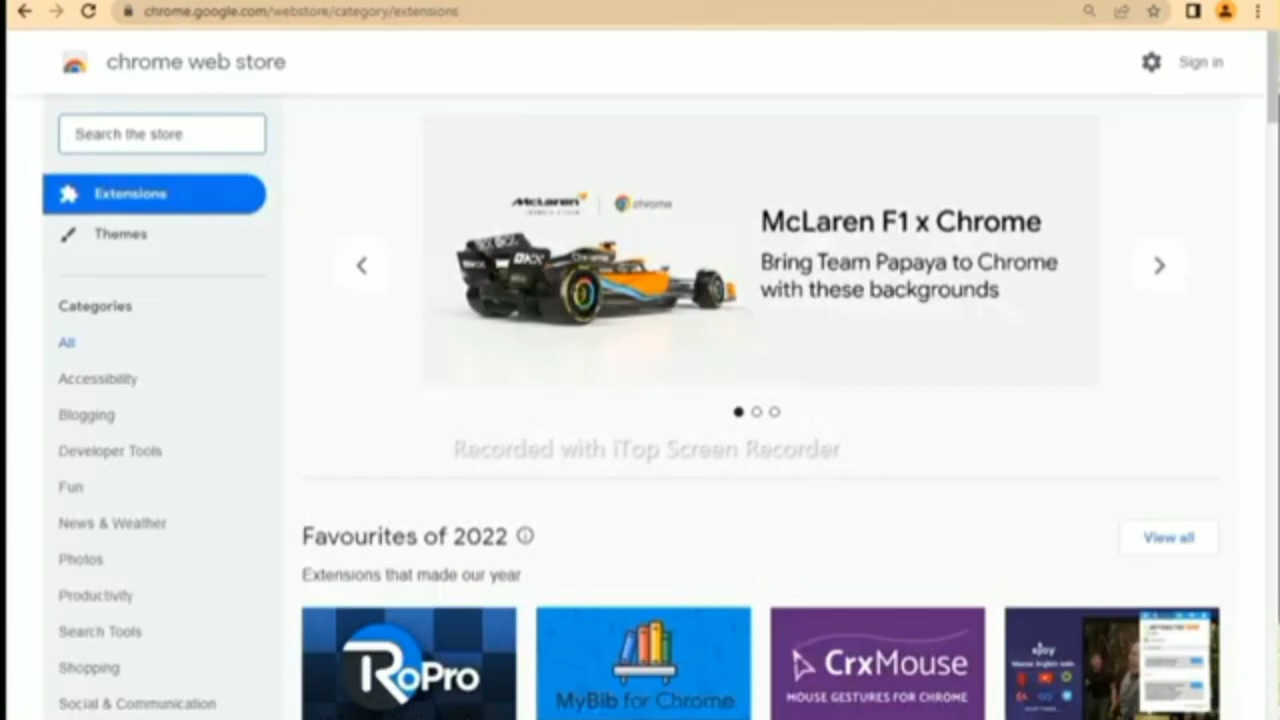 chrome.google.com/webstore/category/extensions
chrome web store
Sign in
Search the store
Extensions
Themes
Categories
All
Accessibility
Blogging
Developer Tools
Fun
News & Weather
Photos
Productivity
Search Tools
Shopping
Social & Communication
McLaren
chrome
McLaren F1 x Chrome
Bring Team Papaya to Chrome
with these backgrounds
Recorded with iTop Screen Recorder
Favourites of 2022
View all
Extensions that made our year
RoPro
MyBib for Chrome
CrxMouse
MOUSE GESTURES FOR CHROME
eJoy